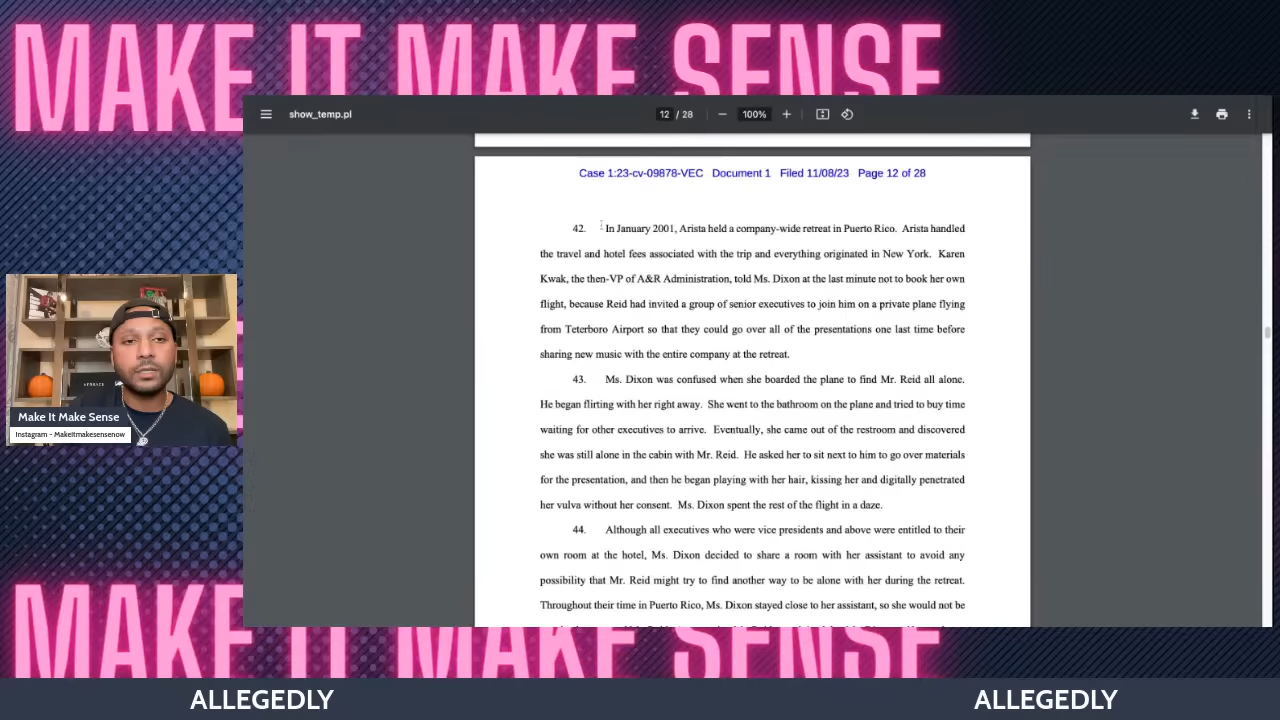 MAKE IT MAKE SENSE
show_temp.pl
12 / 28
100%
Case 1:23-cv-09878-VEC Document 1 Filed 11/08/23 Page 12 of 28
42. In January 2001, Arista held a company-wide retreat in Puerto Rico. Arista handled
the travel and hotel fees associated with the trip and everything originated in New York. Karen
Kwak, the then-VP of A&R Administration, told Ms. Dixon at the last minute not to book her own
flight, because Reid had invited a group of senior executives to join him on a private plane flying
from Teterboro Airport so that they could go over all of the presentations one last time before
sharing new music with the entire company at the retreat.
43. Ms. Dixon was confused when she boarded the plane to find Mr. Reid all alone.
He began flirting with her right away. She went to the bathroom on the plane and tried to buy time
waiting for other executives to arrive. Eventually, she came out of the restroom and discovered
she was still alone in the cabin with Mr. Reid. He asked her to sit next to him to go over materials
for the presentation, and then he began playing with her hair, kissing her and digitally penetrated
her vulva without her consent. Ms. Dixon spent the rest of the flight in a daze.
44. Although all executives who were vice presidents and above were entitled to their
own room at the hotel, Ms. Dixon decided to share a room with her assistant to avoid any
possibility that Mr. Reid might try to find another way to be alone with her during the retreat.
Throughout their time in Puerto Rico, Ms. Dixon stayed close to her assistant, so she would not be
Make It Make Sense
Instagram - Makeitmakesensenow
MAKE IT MAKE SENSE
ALLEGEDLY
ALLEGEDLY